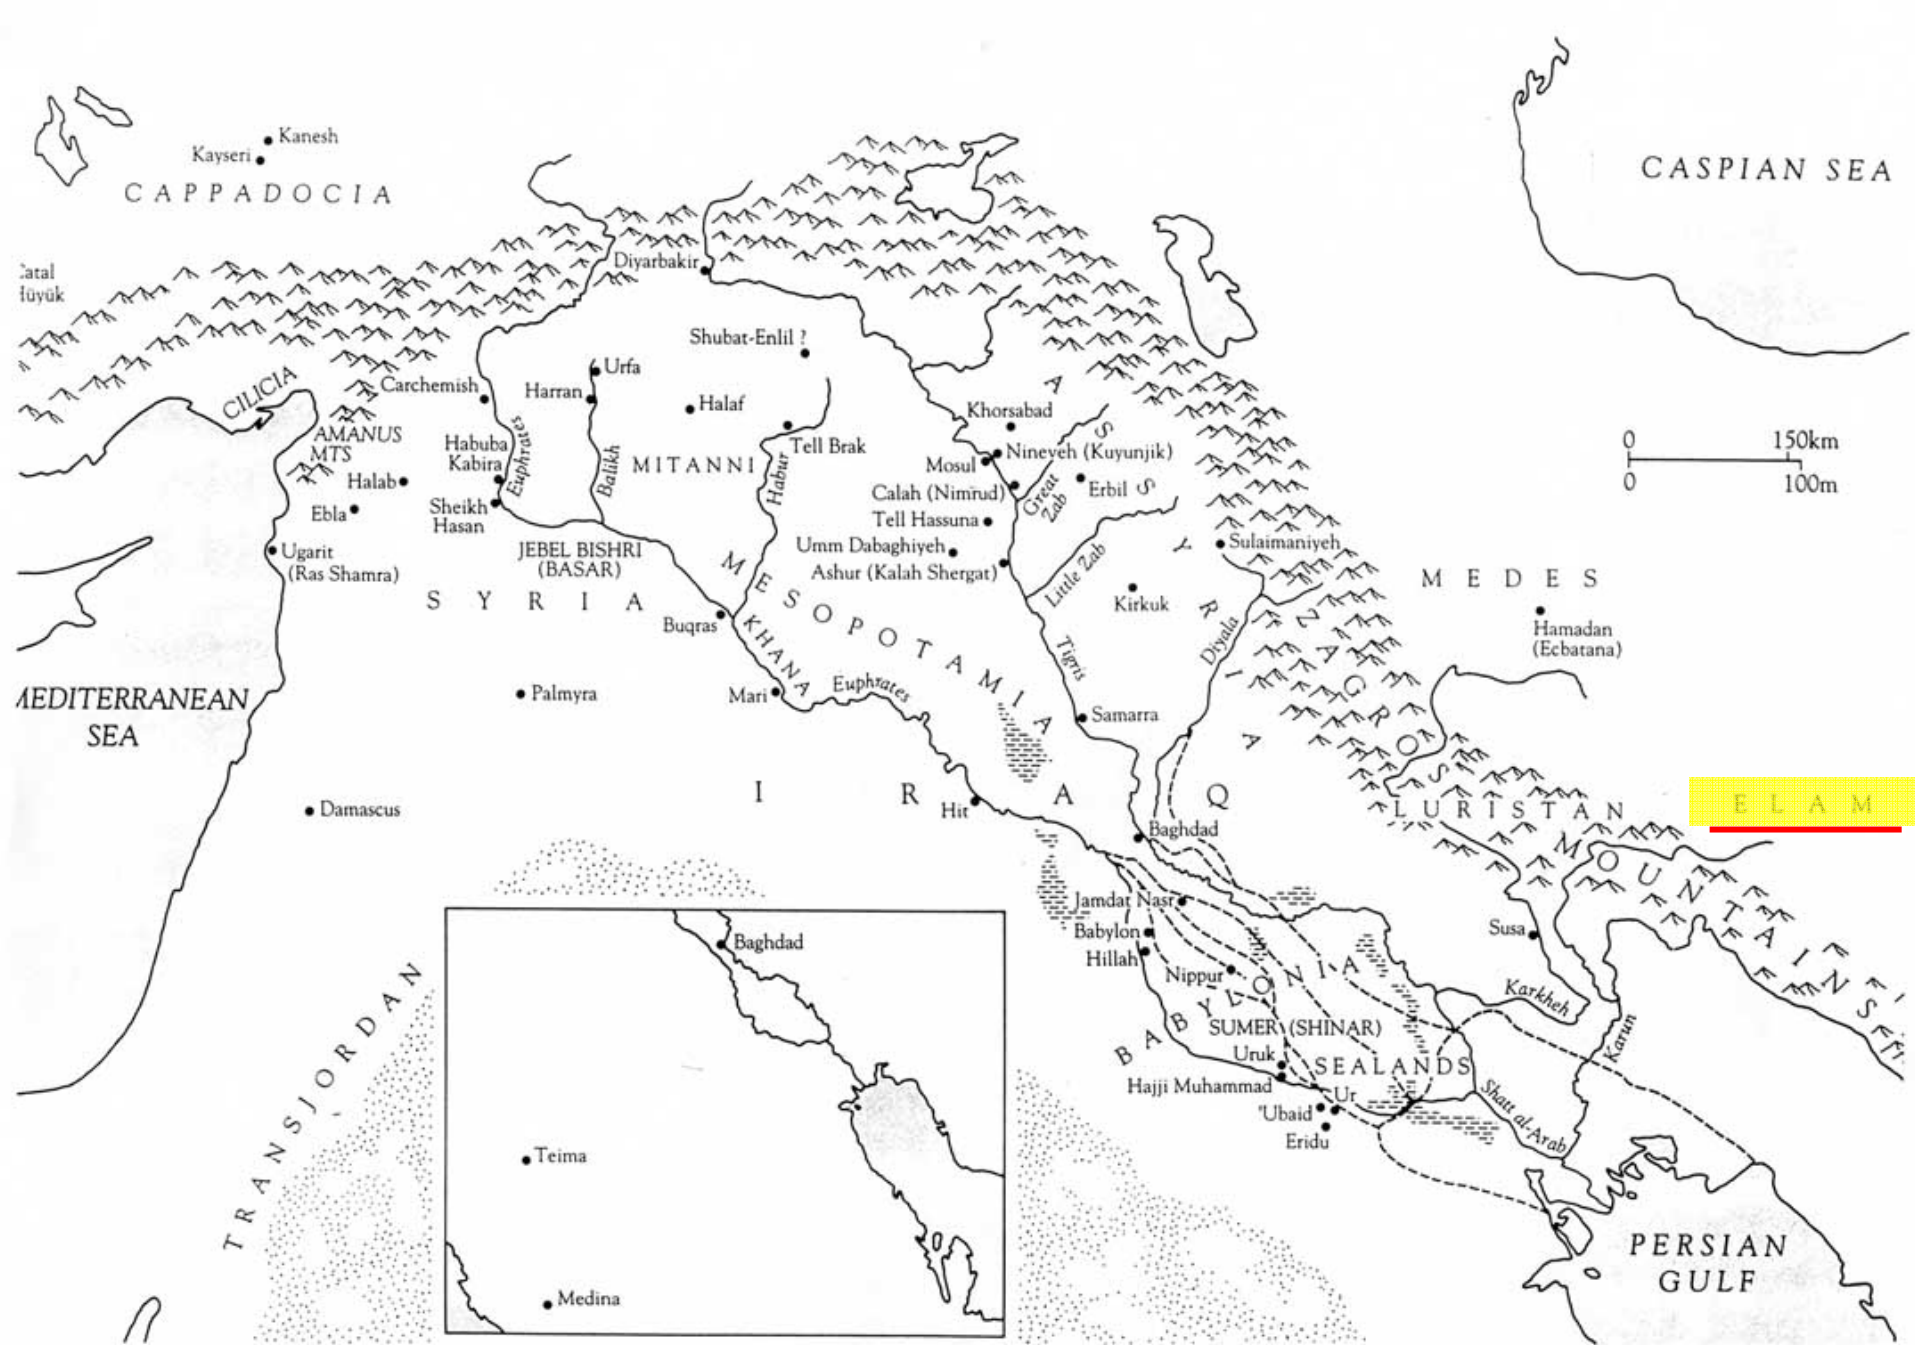 Kanesh
Kayseri
CAPPADOCIA
CASPIAN SEA
Diyarbakir
atal
üyük
Shubat-Enlil ?
Urfa
CILICIA
Carchemish
Harran
Halaf
Khorsabad
AMANUS
MTS
Habuba
Kabira
Euphrates
Balikh
MITANNI
Habur
Tell Brak
Nineveh (Kuyunjik)
Mosul
0 150km
0 100m
Halab
Calah (Nimrud)
Great
Zab
Erbil
Ebla
Sheikh
Hasan
Tell Hassuna
ASSYRIA
Ugarit
(Ras Shamra)
JEBEL BISHRI
(BASAR)
Umm Dabaghiyeh
Ashur (Kalah Shergat)
Little Zab
Sulaimaniyeh
MEDES
SYRIA
MESOPOTAMIA
Kirkuk
Hamadan
(Ecbatana)
Buqras
KHANA
Tigris
Diyala
ZAGROS
MOUNTAINS
MEDITERRANEAN
SEA
Palmyra
Mari
Euphrates
Samarra
IRAQ
Hit
Damascus
Baghdad
LURISTAN
ELAM
Jamdat Nasr
Babylon
Hillah
Nippur
Susa
BABYLONIA
Karkheh
Karun
SUMER (SHINAR)
Uruk
SEALANDS
Hajji Muhammad
Ur
'Ubaid
Eridu
Shatt al-Arab
TRANSJORDAN
Baghdad
Teima
Medina
PERSIAN
GULF